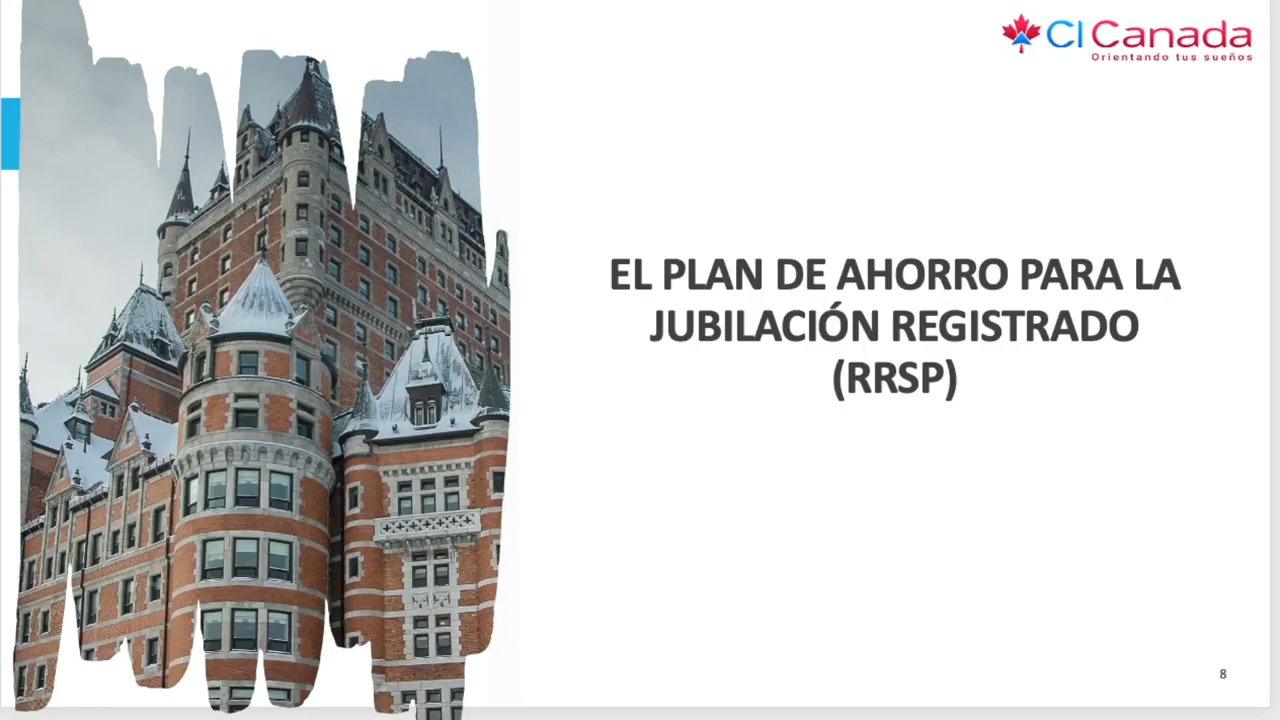 CI Canada
Orientando tus sueños
EL PLAN DE AHORRO PARA LA
JUBILACIÓN REGISTRADO
(RRSP)
8